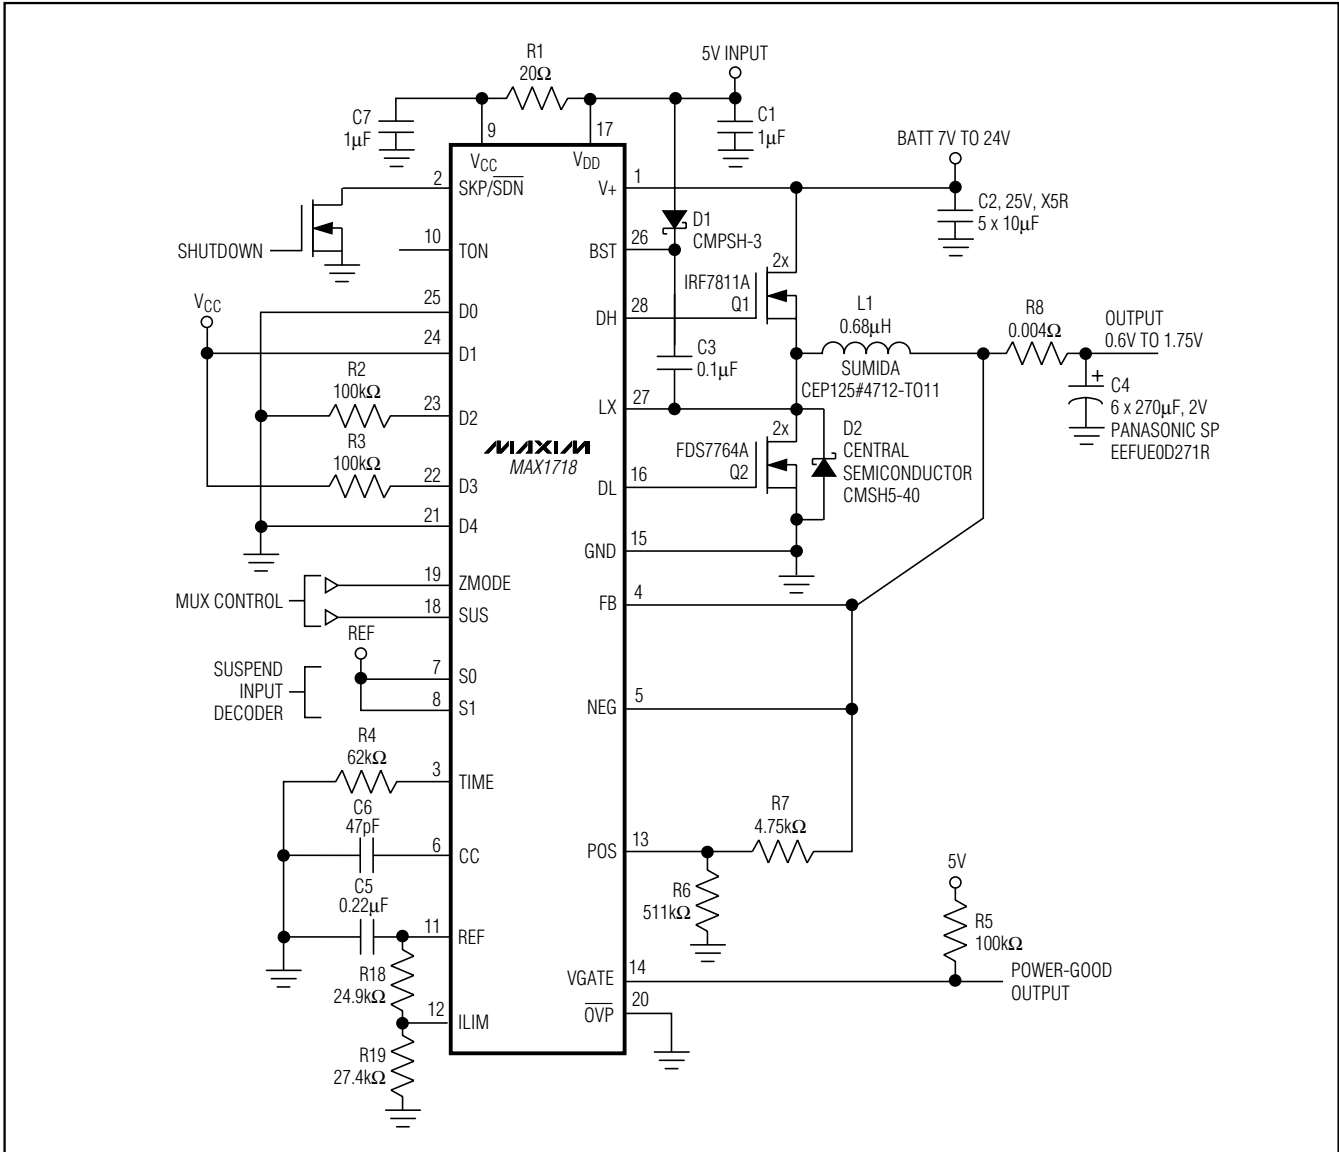 R1
20Ω
5V INPUT
C7
1μF
9
17
C1
1μF
BATT 7V TO 24V
VCC
VDD
2
SKP/SDN
V+
1
C2, 25V, X5R
5 x 10μF
D1
CMPSH-3
SHUTDOWN
10
TON
BST
26
2x
IRF7811A
Q1
VCC
25
D0
DH
28
L1
0.68μH
R8
0.004Ω
OUTPUT
0.6V TO 1.75V
24
D1
C3
0.1μF
SUMIDA
CEP125#4712-TO11
R2
100kΩ
23
D2
LX
27
+
C4
6 x 270μF, 2V
PANASONIC SP
EEFUE0D271R
R3
100kΩ
MAXIM
MAX1718
2x
FDS7764A
Q2
D2
CENTRAL
SEMICONDUCTOR
CMSH5-40
22
D3
DL
16
21
D4
GND
15
MUX CONTROL
19
ZMODE
FB
4
18
SUS
REF
SUSPEND
INPUT
DECODER
7
S0
8
S1
NEG
5
R4
62kΩ
3
TIME
C6
47pF
6
CC
POS
13
R7
4.75kΩ
R6
511kΩ
5V
R5
100kΩ
C5
0.22μF
11
REF
R18
24.9kΩ
VGATE
14
POWER-GOOD
OUTPUT
12
ILIM
OVP
20
R19
27.4kΩ